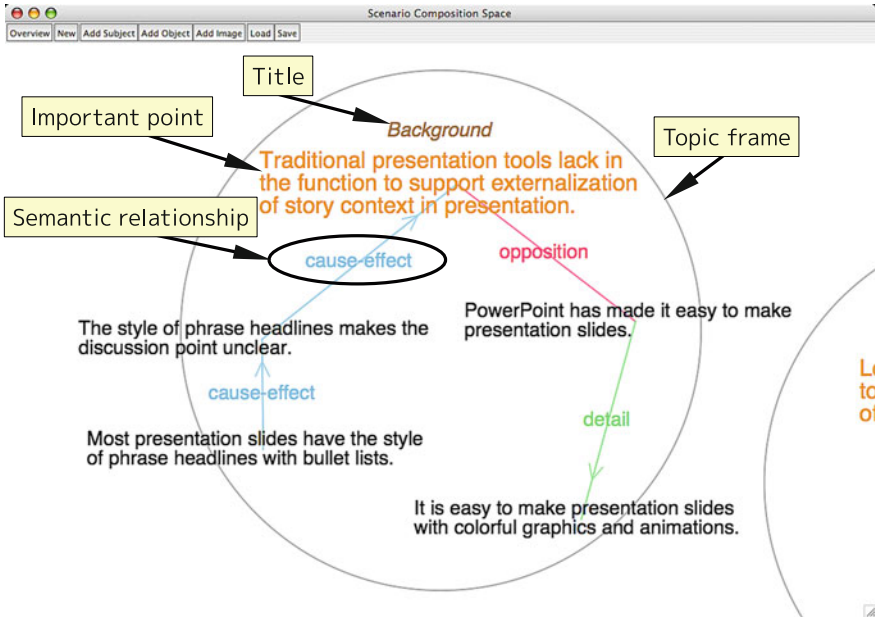 Scenario Composition Space
Overview New Add Subject Add Object Add Image Load Save
Title
Important point
Background
Topic frame
Traditional presentation tools lack in
the function to support externalization
of story context in presentation.
Semantic relationship
cause-effect
opposition
PowerPoint has made it easy to make
presentation slides.
The style of phrase headlines makes the
discussion point unclear.
cause-effect
detail
Most presentation slides have the style
of phrase headlines with bullet lists.
It is easy to make presentation slides
with colorful graphics and animations.
L
to
of